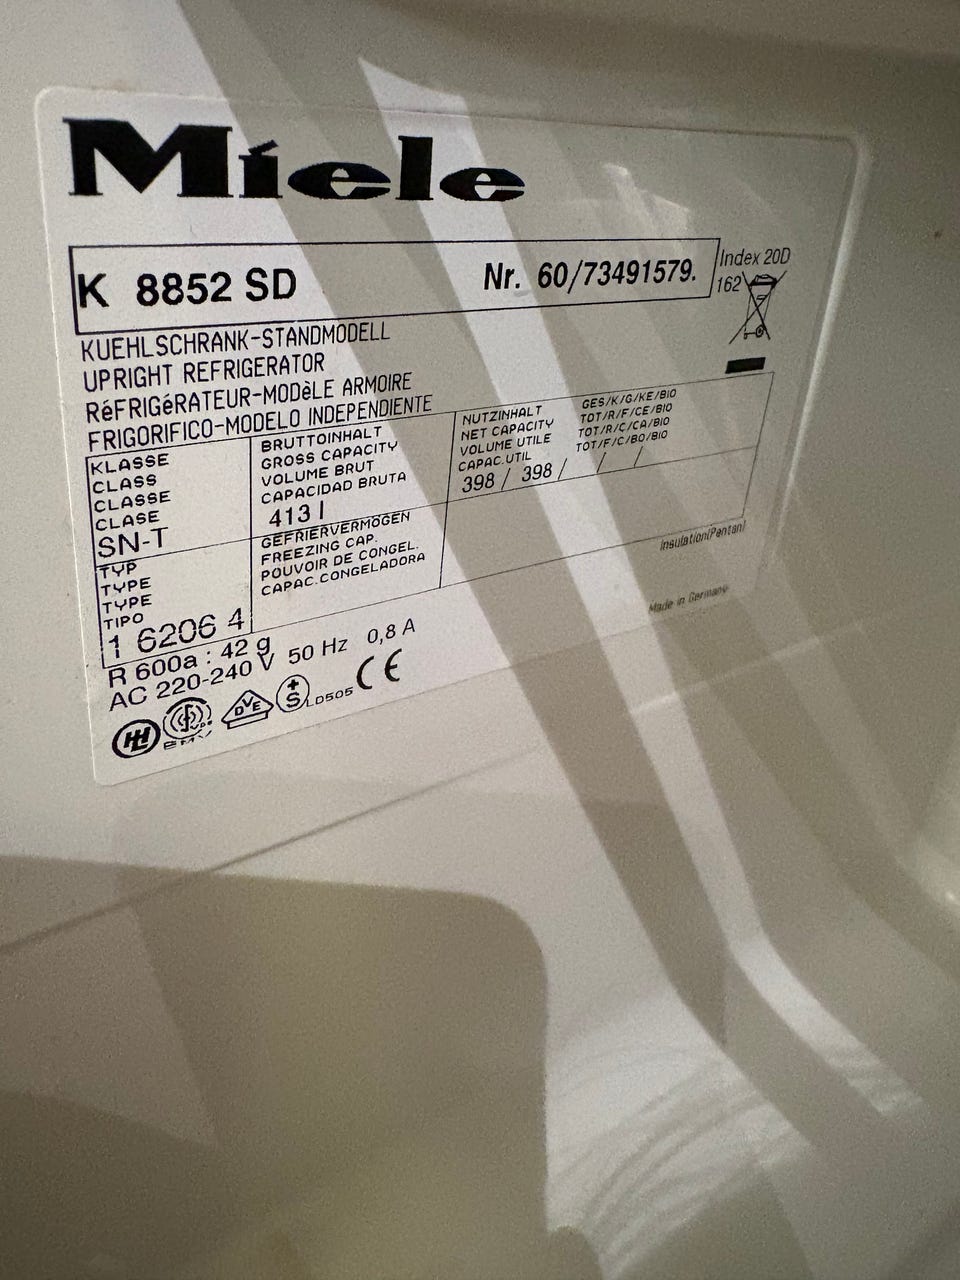 Miele
K 8852 SD Nr. 60/73491579.
Index 20D
162
KUEHLSCHRANK-STANDMODELL
UPRIGHT REFRIGERATOR
RéFRIGéRATEUR-MODèLE ARMOIRE
FRIGORIFICO-MODELO INDEPENDIENTE
KLASSE
CLASS
CLASSE
CLASE
SN-T
BRUTTOINHALT
GROSS CAPACITY
VOLUME BRUT
CAPACIDAD BRUTA
413 l
NUTZINHALT GES/K/G/KE/BIO
NET CAPACITY TOT/R/F/CE/BIO
VOLUME UTILE TOT/R/C/CA/BIO
CAPAC.UTIL TOT/F/C/BO/BIO
398 / 398 / / /
TYP
TYPE
TYPE
TIPO
1 6206 4
GEFRIERVERMÖGEN
FREEZING CAP.
POUVOIR DE CONGEL.
CAPAC.CONGELADORA
Insulation(Pentan)
R 600a : 42 g
AC 220-240 V 50 Hz 0,8 A
Made in Germany
DVE
S
LD505
CE